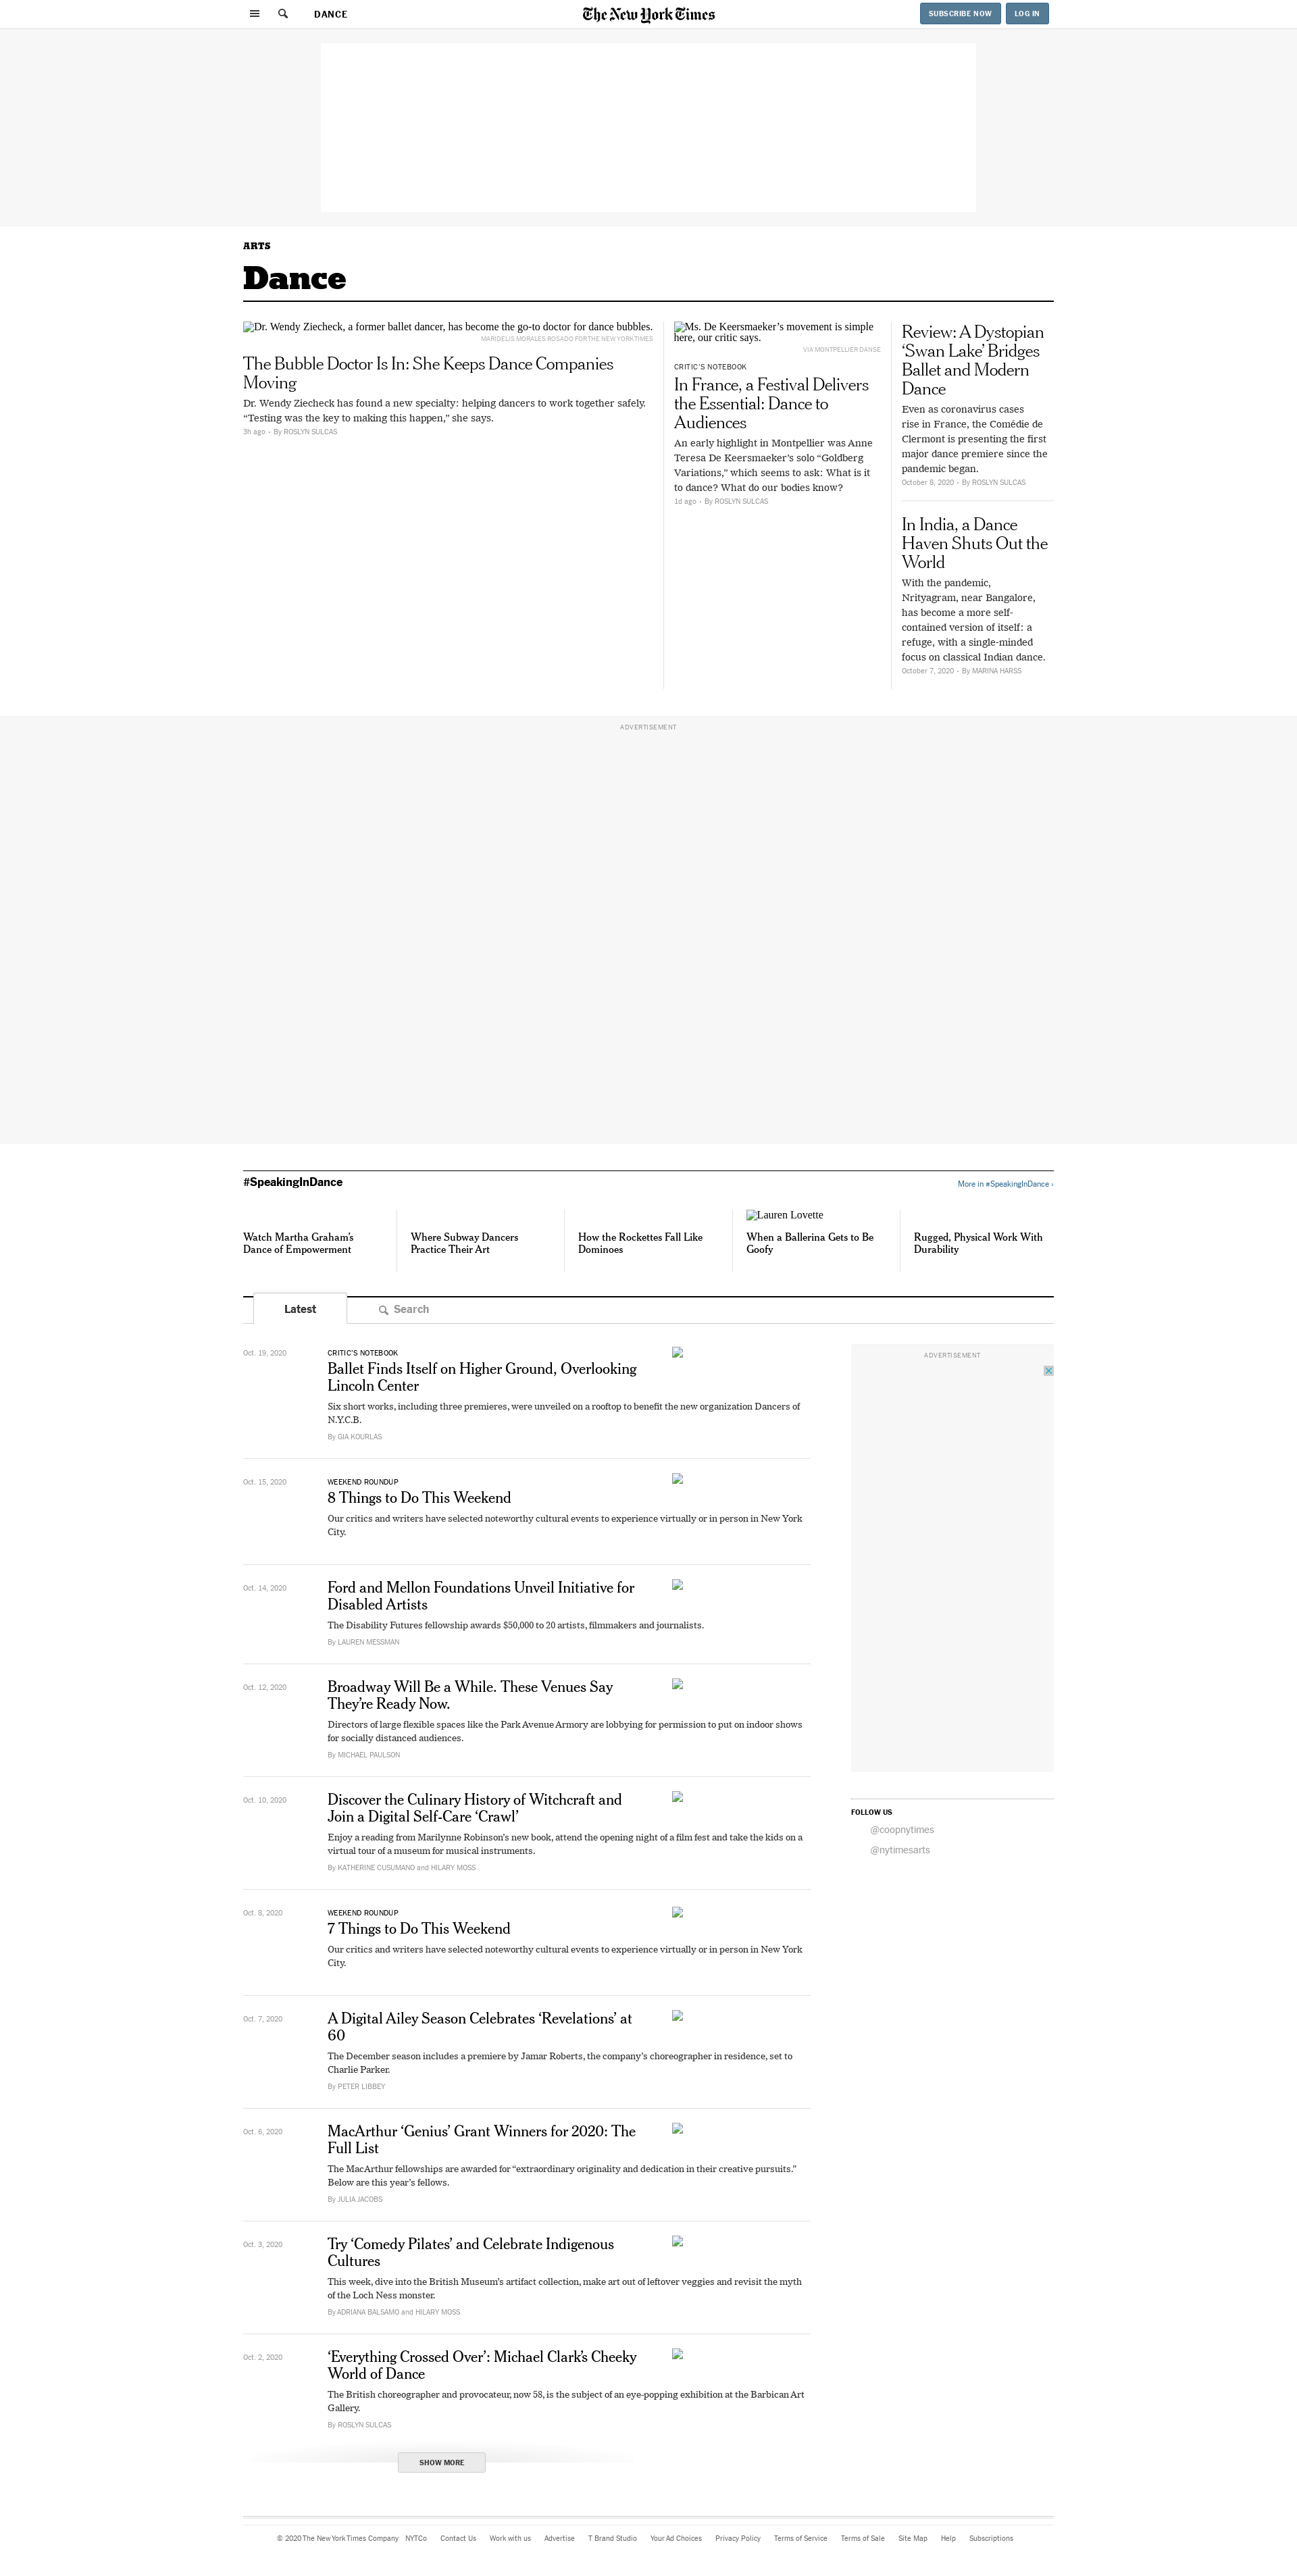 DANCE
The New York Times
SUBSCRIBE NOW
LOG IN
ARTS
Dance
Dr. Wendy Ziecheck, a former ballet dancer, has become the go-to doctor for dance bubbles.
MARIDELIS MORALES ROSADO FOR THE NEW YORK TIMES
The Bubble Doctor Is In: She Keeps Dance Companies
Moving
Dr. Wendy Ziecheck has found a new specialty: helping dancers to work together safely.
“Testing was the key to making this happen,” she says.
3h ago · By ROSLYN SULCAS
Ms. De Keersmaeker’s movement is simple
here, our critic says.
VIA MONTPELLIER DANSE
CRITIC’S NOTEBOOK
In France, a Festival Delivers
the Essential: Dance to
Audiences
An early highlight in Montpellier was Anne
Teresa De Keersmaeker’s solo “Goldberg
Variations,” which seems to ask: What is it
to dance? What do our bodies know?
1d ago · By ROSLYN SULCAS
Review: A Dystopian
‘Swan Lake’ Bridges
Ballet and Modern
Dance
Even as coronavirus cases
rise in France, the Comédie de
Clermont is presenting the first
major dance premiere since the
pandemic began.
October 8, 2020 · By ROSLYN SULCAS
In India, a Dance
Haven Shuts Out the
World
With the pandemic,
Nrityagram, near Bangalore,
has become a more self-
contained version of itself: a
refuge, with a single-minded
focus on classical Indian dance.
October 7, 2020 · By MARINA HARSS
ADVERTISEMENT
#SpeakingInDance
More in #SpeakingInDance ›
Watch Martha Graham’s
Dance of Empowerment
Where Subway Dancers
Practice Their Art
How the Rockettes Fall Like
Dominoes
Lauren Lovette
When a Ballerina Gets to Be
Goofy
Rugged, Physical Work With
Durability
Latest
Search
Oct. 19, 2020
CRITIC’S NOTEBOOK
Ballet Finds Itself on Higher Ground, Overlooking
Lincoln Center
Six short works, including three premieres, were unveiled on a rooftop to benefit the new organization Dancers of
N.Y.C.B.
By GIA KOURLAS
Oct. 15, 2020
WEEKEND ROUNDUP
8 Things to Do This Weekend
Our critics and writers have selected noteworthy cultural events to experience virtually or in person in New York
City.
Oct. 14, 2020
Ford and Mellon Foundations Unveil Initiative for
Disabled Artists
The Disability Futures fellowship awards $50,000 to 20 artists, filmmakers and journalists.
By LAUREN MESSMAN
Oct. 12, 2020
Broadway Will Be a While. These Venues Say
They’re Ready Now.
Directors of large flexible spaces like the Park Avenue Armory are lobbying for permission to put on indoor shows
for socially distanced audiences.
By MICHAEL PAULSON
Oct. 10, 2020
Discover the Culinary History of Witchcraft and
Join a Digital Self-Care ‘Crawl’
Enjoy a reading from Marilynne Robinson’s new book, attend the opening night of a film fest and take the kids on a
virtual tour of a museum for musical instruments.
By KATHERINE CUSUMANO and HILARY MOSS
Oct. 8, 2020
WEEKEND ROUNDUP
7 Things to Do This Weekend
Our critics and writers have selected noteworthy cultural events to experience virtually or in person in New York
City.
Oct. 7, 2020
A Digital Ailey Season Celebrates ‘Revelations’ at
60
The December season includes a premiere by Jamar Roberts, the company’s choreographer in residence, set to
Charlie Parker.
By PETER LIBBEY
Oct. 6, 2020
MacArthur ‘Genius’ Grant Winners for 2020: The
Full List
The MacArthur fellowships are awarded for “extraordinary originality and dedication in their creative pursuits.”
Below are this year’s fellows.
By JULIA JACOBS
Oct. 3, 2020
Try ‘Comedy Pilates’ and Celebrate Indigenous
Cultures
This week, dive into the British Museum’s artifact collection, make art out of leftover veggies and revisit the myth
of the Loch Ness monster.
By ADRIANA BALSAMO and HILARY MOSS
Oct. 2, 2020
‘Everything Crossed Over’: Michael Clark’s Cheeky
World of Dance
The British choreographer and provocateur, now 58, is the subject of an eye-popping exhibition at the Barbican Art
Gallery.
By ROSLYN SULCAS
SHOW MORE
ADVERTISEMENT
FOLLOW US
@coopnytimes
@nytimesarts
© 2020 The New York Times Company NYTCo Contact Us Work with us Advertise T Brand Studio Your Ad Choices Privacy Policy Terms of Service Terms of Sale Site Map Help Subscriptions